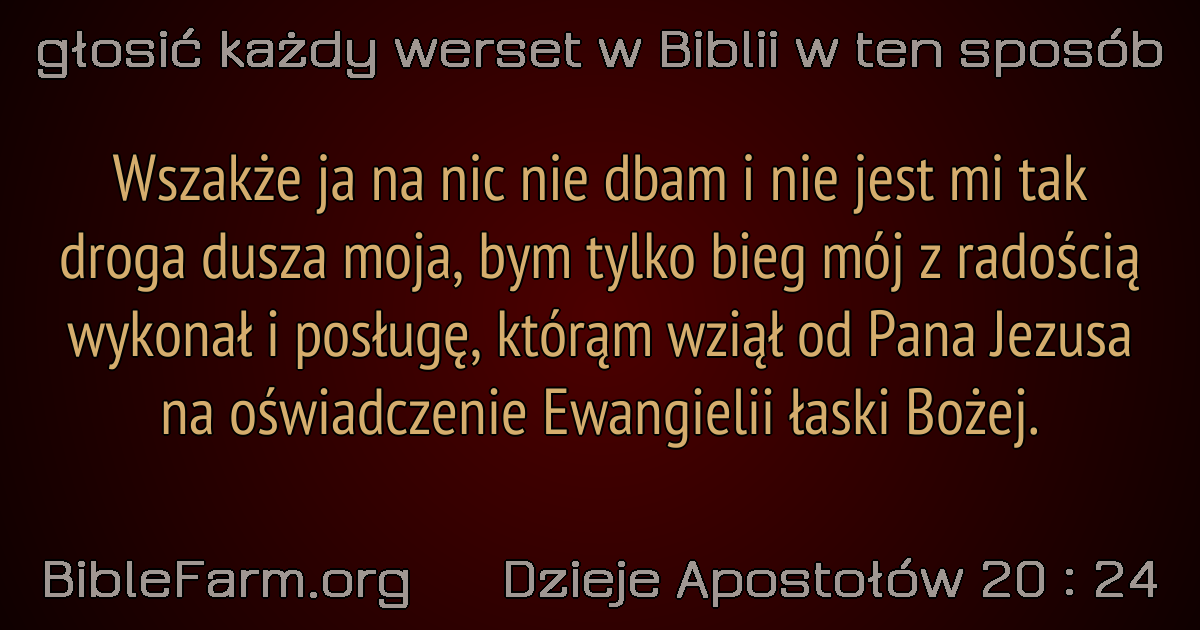 głosić każdy werset w Biblii w ten sposób
Wszakże ja na nic nie dbam i nie jest mi tak
droga dusza moja, bym tylko bieg mój z radością
wykonał i posługę, którąm wziął od Pana Jezusa
na oświadczenie Ewangielii łaski Bożej.
BibleFarm.org Dzieje Apostołów 20 : 24